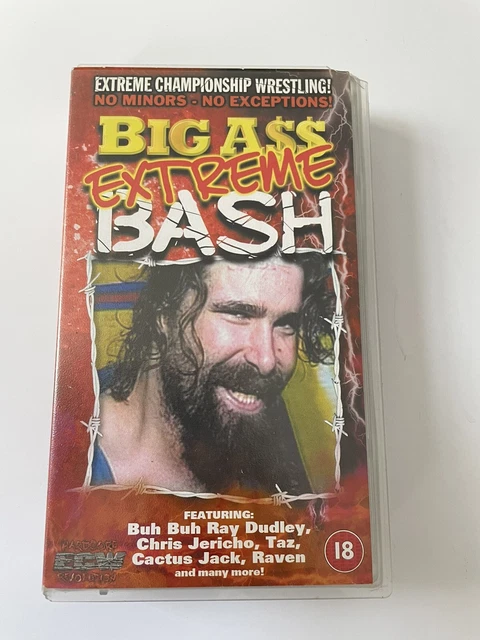 EXTREME CHAMPIONSHIP WRESTLING!
NO MINORS - NO EXCEPTIONS!
BIG A$$
EXTREME
BASH
FEATURING:
Buh Buh Ray Dudley,
Chris Jericho, Taz,
Cactus Jack, Raven
and many more!
18